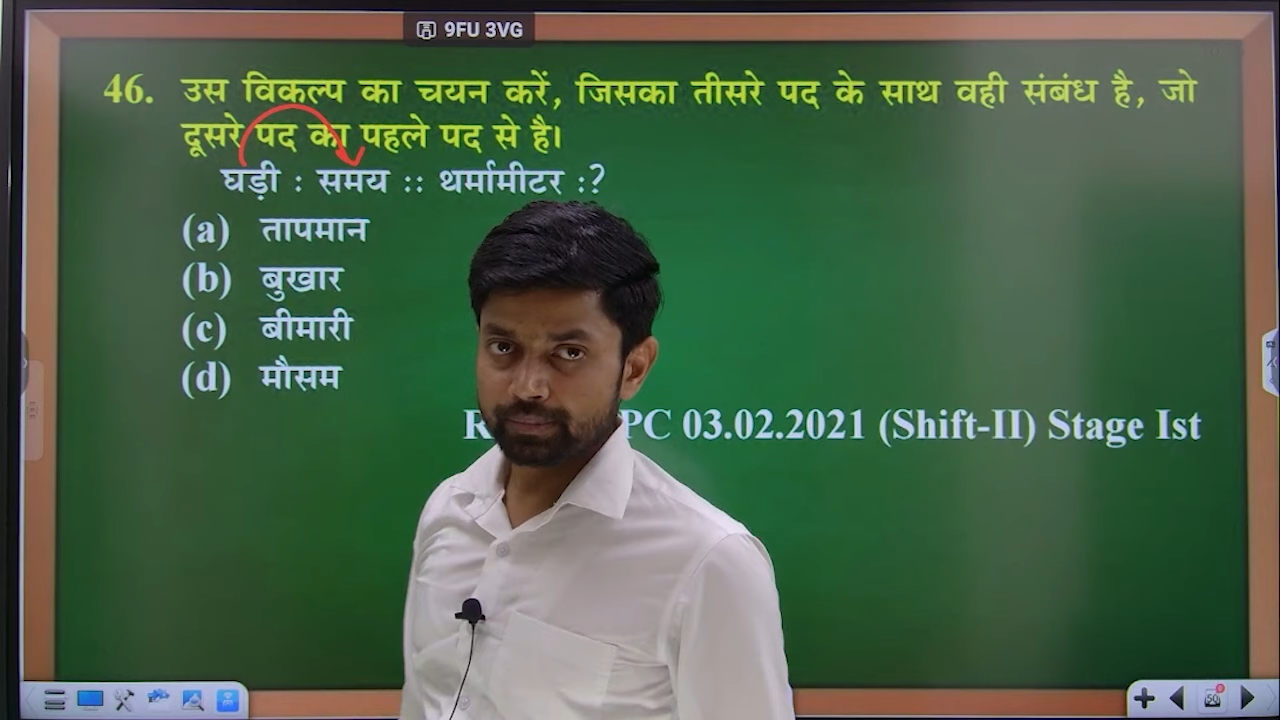 9FU 3VG
46. उस विकल्प का चयन करें, जिसका तीसरे पद के साथ वही संबंध है, जो
दूसरे पद का पहले पद से है।
घड़ी : समय :: थर्मामीटर :?
(a) तापमान
(b) बुखार
(c) बीमारी
(d) मौसम
03.02.2021 (Shift-II) Stage Ist